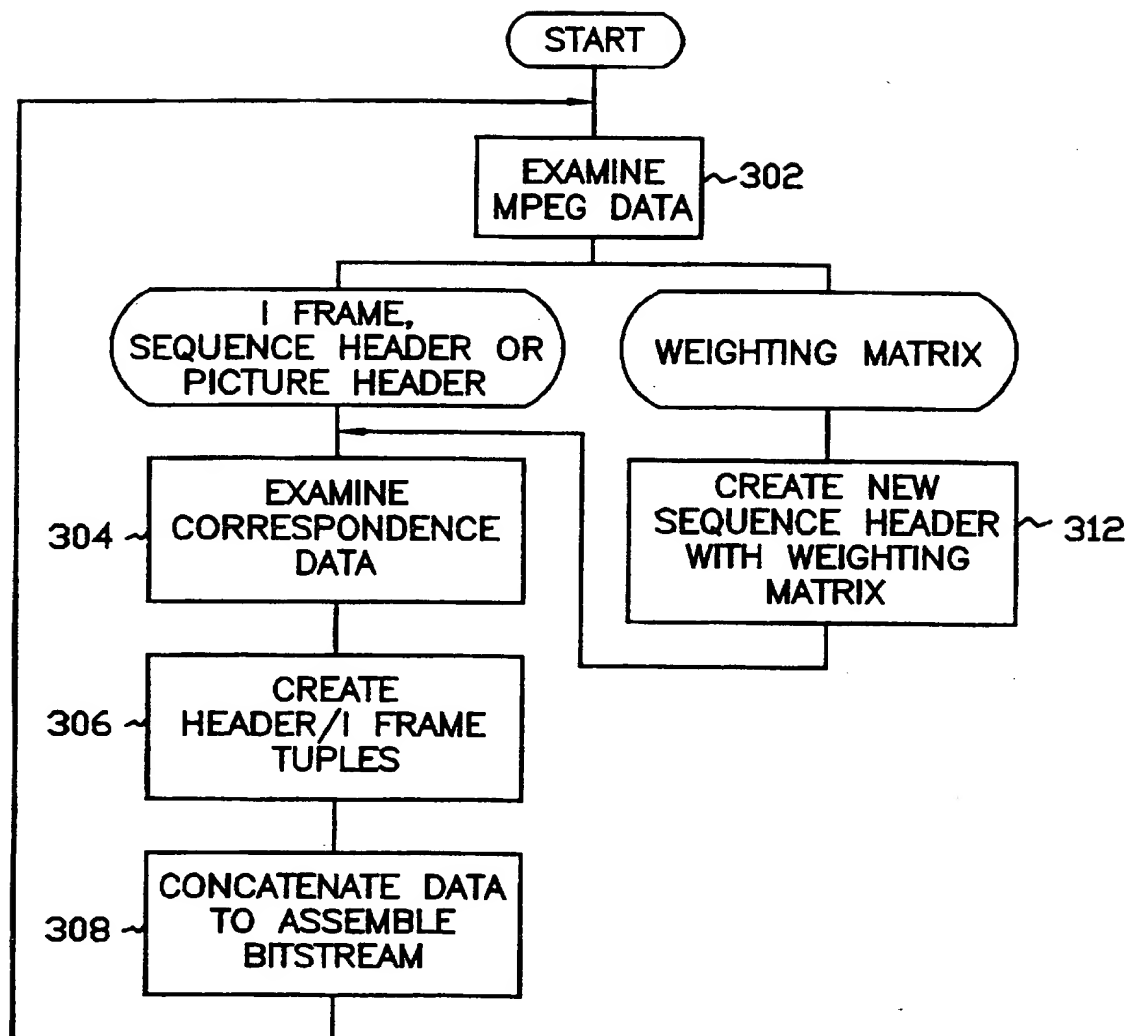 START
EXAMINE
MPEG DATA
302
I FRAME,
SEQUENCE HEADER OR
PICTURE HEADER
WEIGHTING MATRIX
304
EXAMINE
CORRESPONDENCE
DATA
CREATE NEW
SEQUENCE HEADER
WITH WEIGHTING
MATRIX
312
306
CREATE
HEADER/I FRAME
TUPLES
308
CONCATENATE DATA
TO ASSEMBLE
BITSTREAM